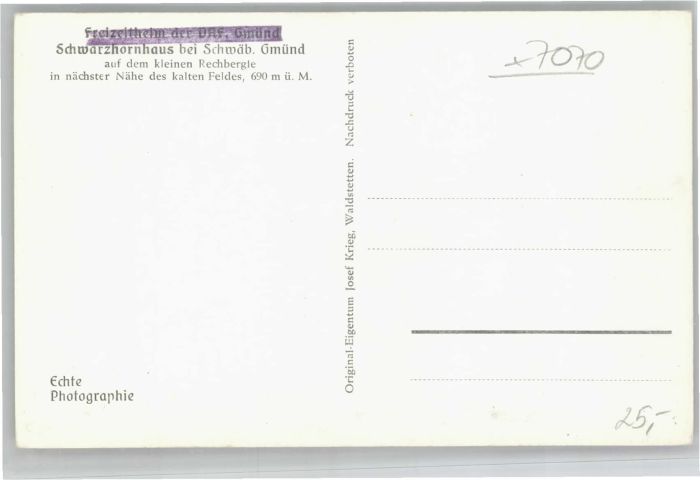 Freizeitheim der DAF, Gmünd
Schwarzhornhaus bei Schwäb. Gmünd
auf dem kleinen Rechbergle
in nächster Nähe des kalten Feldes, 690 m ü. M.
Original-Eigentum Josef Krieg, Waldstetten. Nachdruck verboten
x7070
Echte
Photographie
25,-